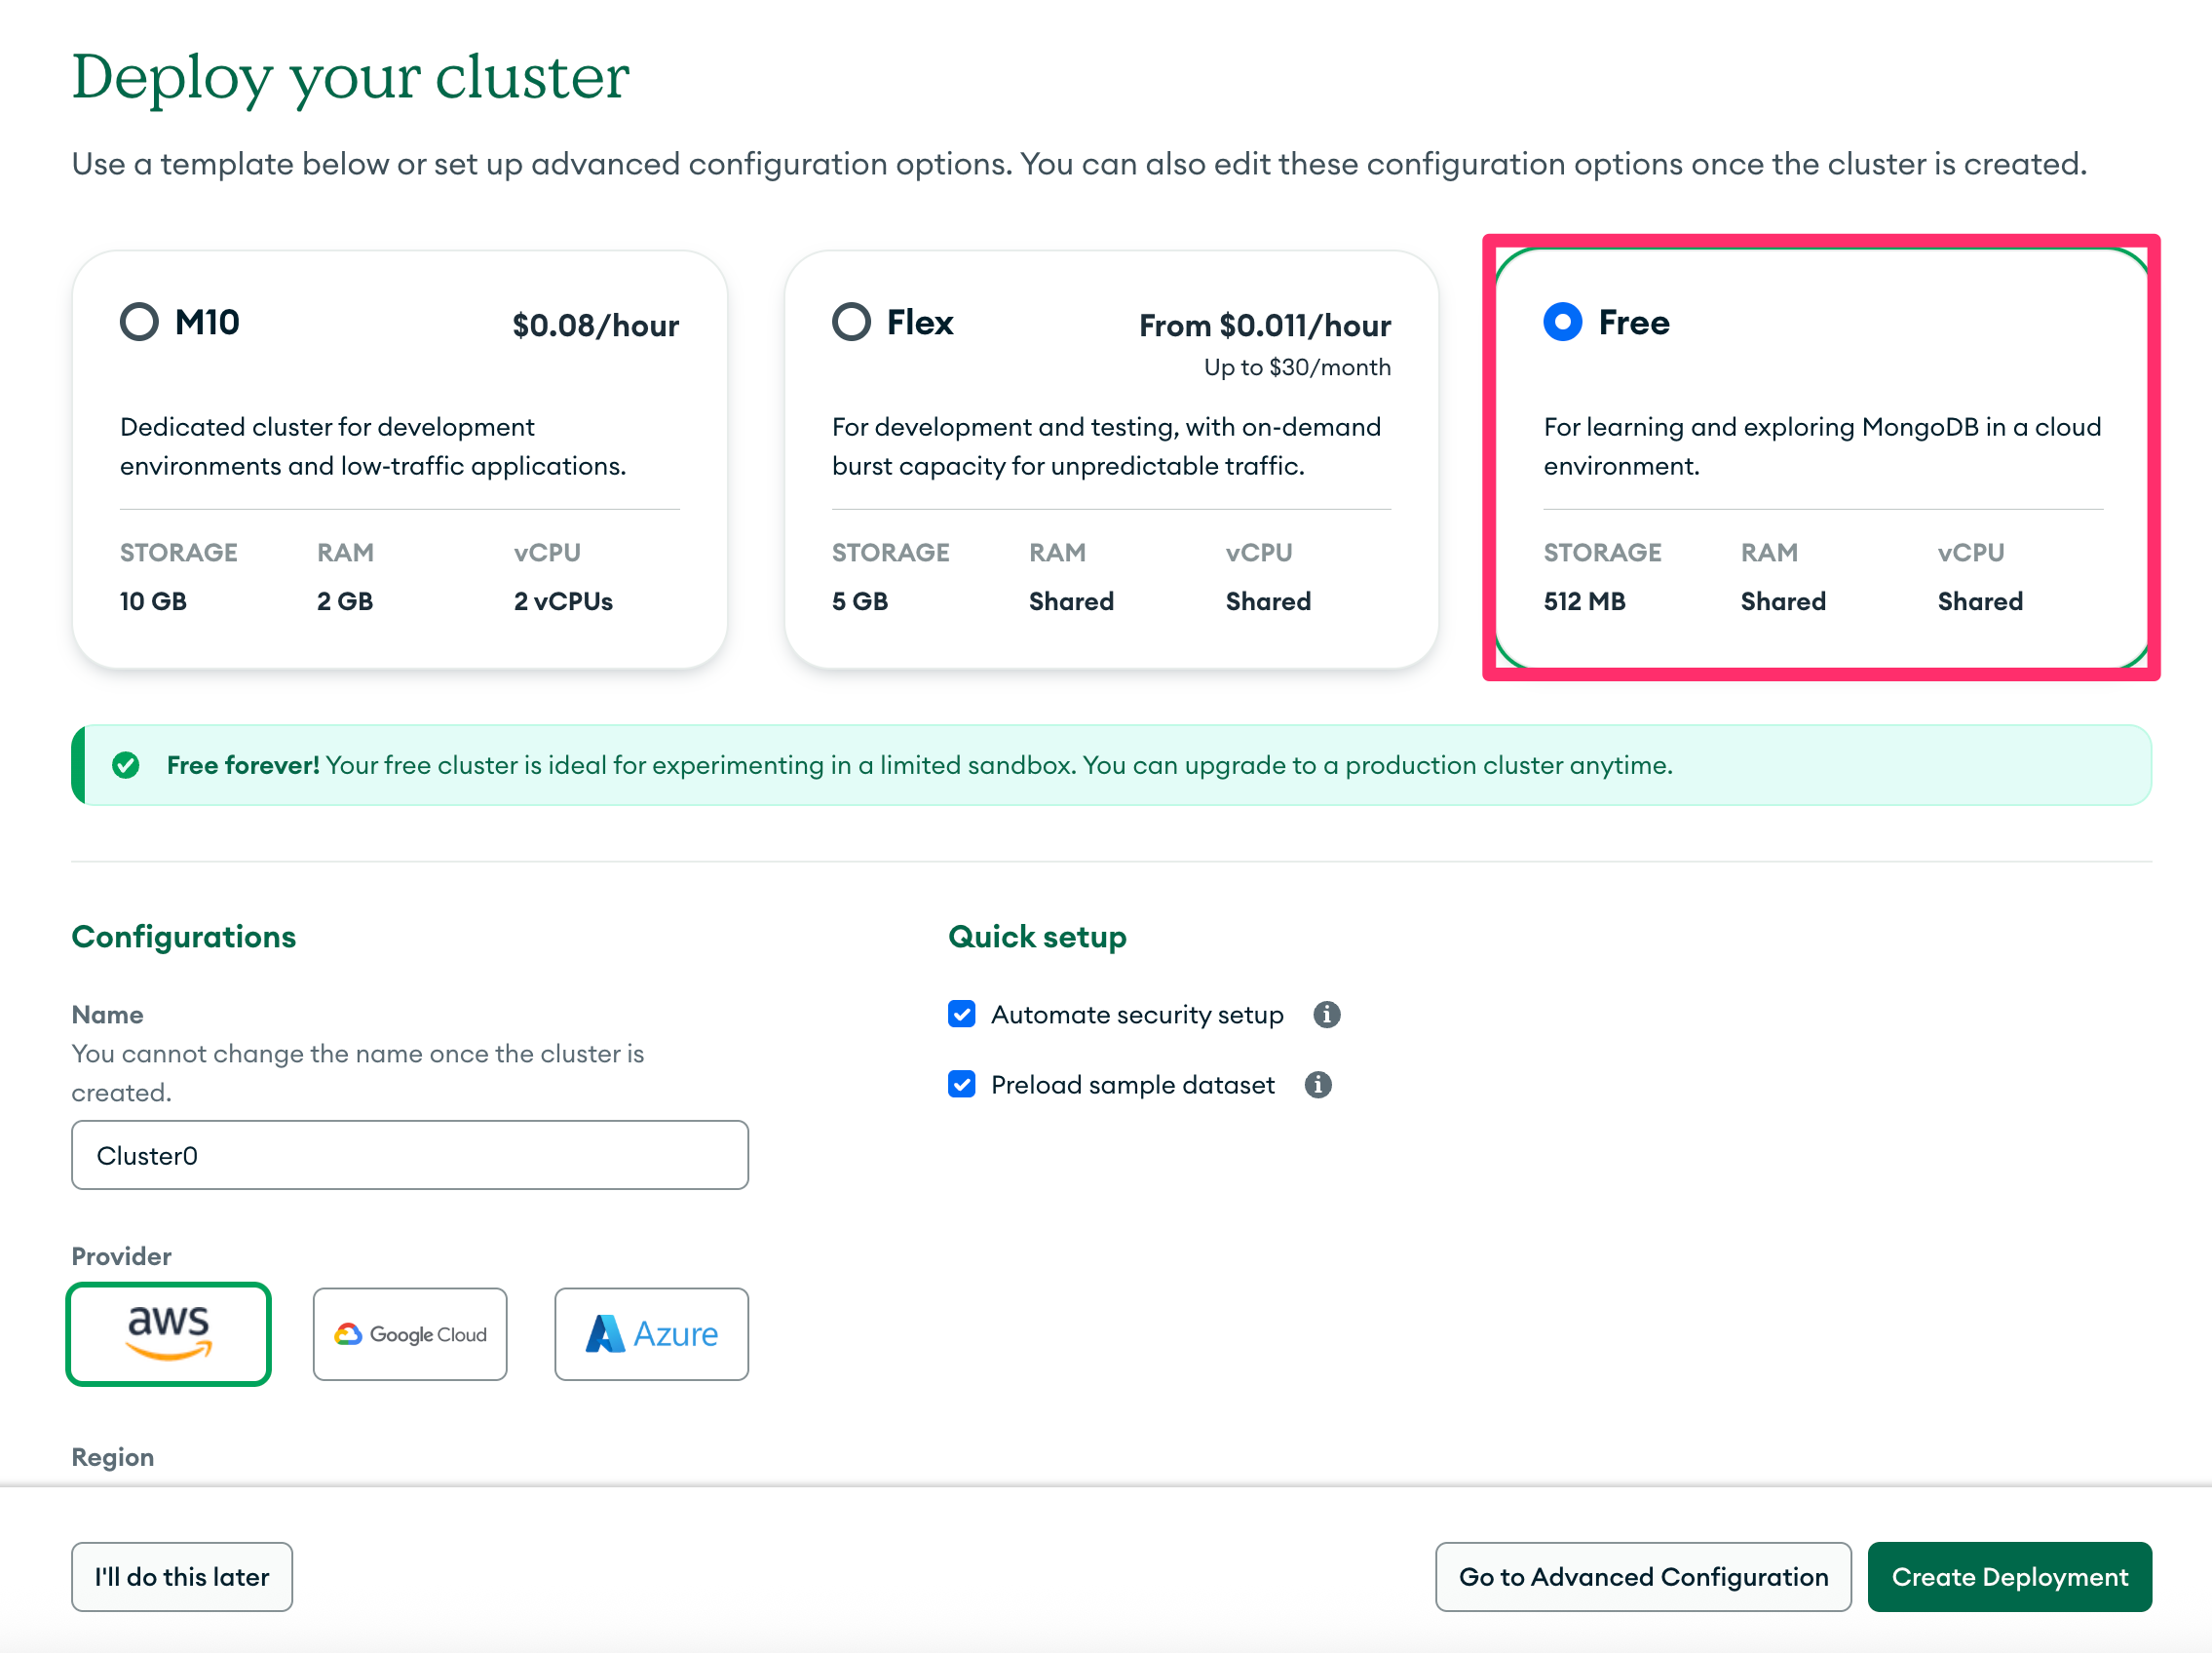 Deploy your cluster
Use a template below or set up advanced configuration options. You can also edit these configuration options once the cluster is created.
M10 $0.08/hour
Dedicated cluster for development
environments and low-traffic applications.
STORAGE RAM vCPU
10 GB 2 GB 2 vCPUs
Flex From $0.011/hour
Up to $30/month
For development and testing, with on-demand
burst capacity for unpredictable traffic.
STORAGE RAM vCPU
5 GB Shared Shared
Free
For learning and exploring MongoDB in a cloud
environment.
STORAGE RAM vCPU
512 MB Shared Shared
Free forever! Your free cluster is ideal for experimenting in a limited sandbox. You can upgrade to a production cluster anytime.
Configurations
Name
You cannot change the name once the cluster is
created.
Cluster0
Provider
aws Google Cloud Azure
Region
Quick setup
Automate security setup
Preload sample dataset
I'll do this later Go to Advanced Configuration Create Deployment